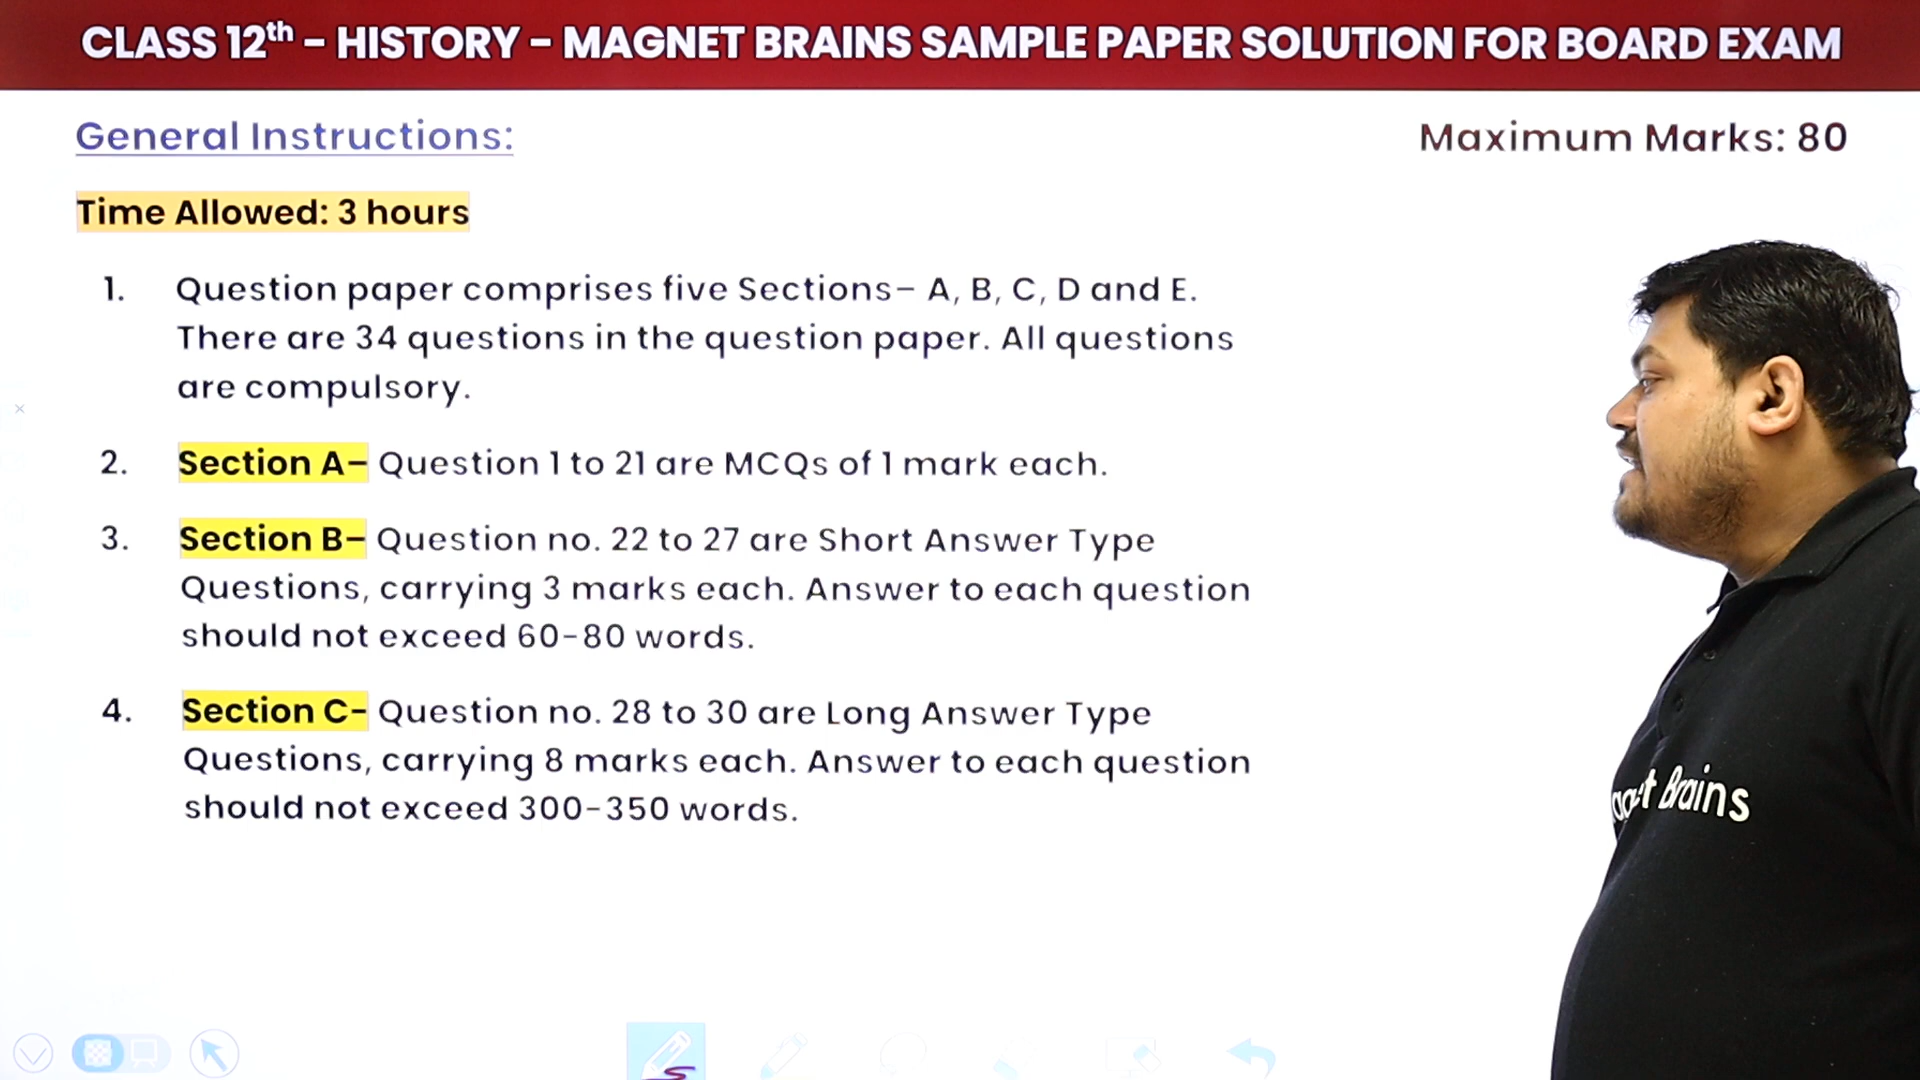 CLASS 12th - HISTORY - MAGNET BRAINS SAMPLE PAPER SOLUTION FOR BOARD EXAM
General Instructions:
Maximum Marks: 80
Time Allowed: 3 hours
1. Question paper comprises five Sections– A, B, C, D and E.
There are 34 questions in the question paper. All questions
are compulsory.
2. Section A– Question 1 to 21 are MCQs of 1 mark each.
3. Section B– Question no. 22 to 27 are Short Answer Type
Questions, carrying 3 marks each. Answer to each question
should not exceed 60-80 words.
4. Section C- Question no. 28 to 30 are Long Answer Type
Questions, carrying 8 marks each. Answer to each question
should not exceed 300-350 words.
Brains